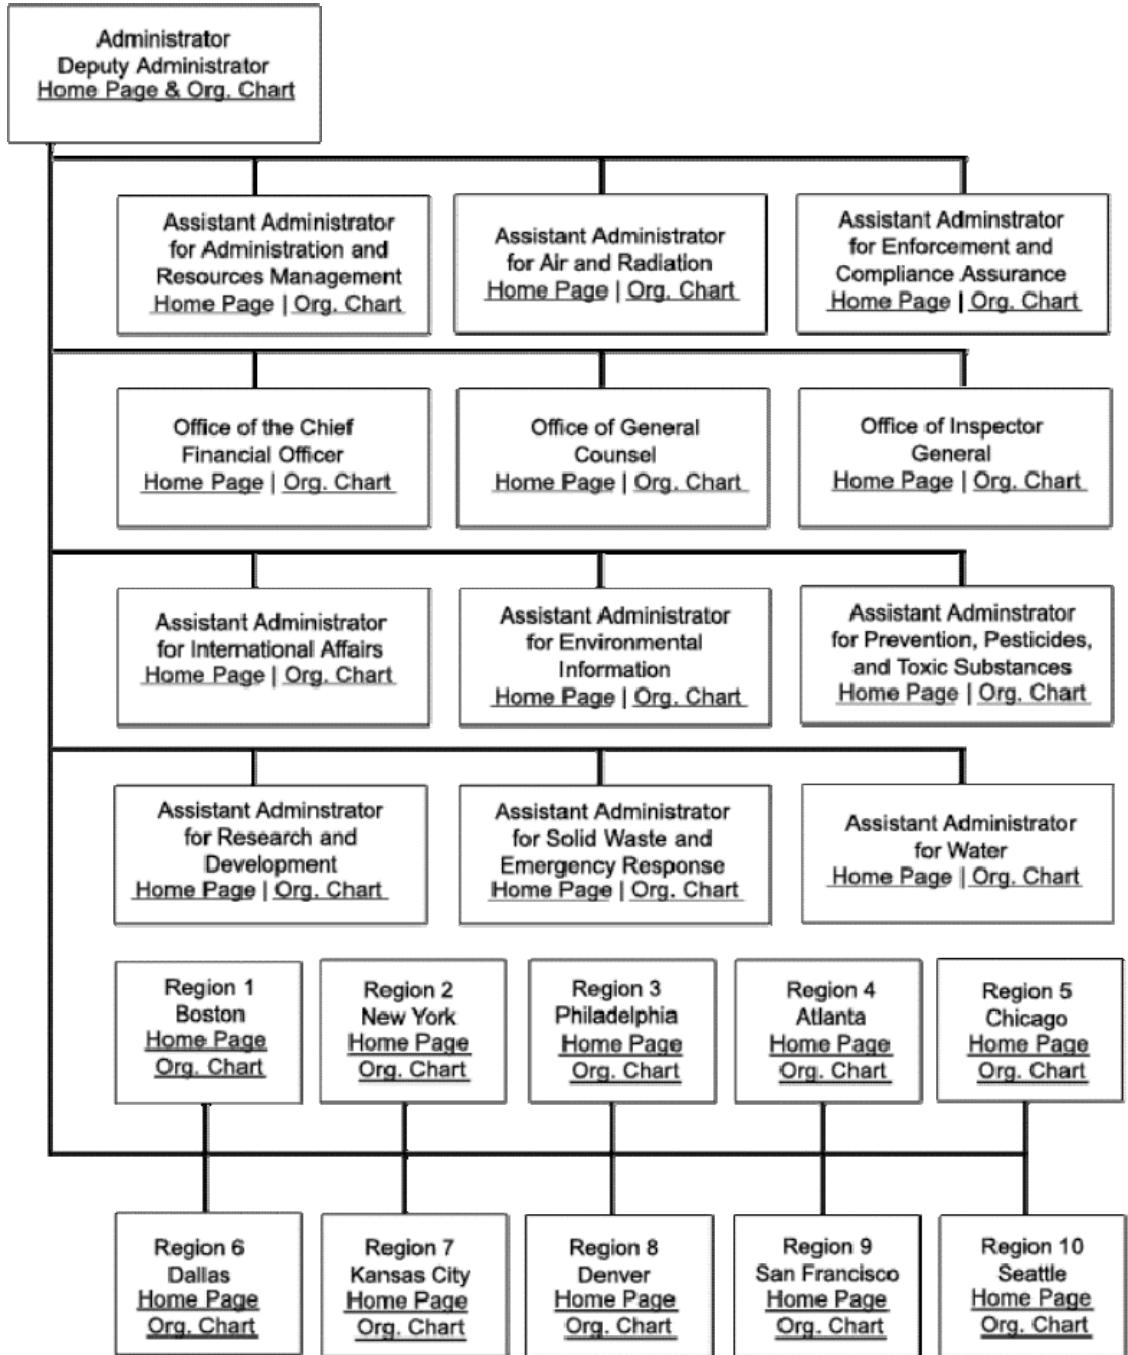 Administrator
Deputy Administrator
Home Page & Org. Chart
Assistant Administrator
for Administration and
Resources Management
Home Page | Org. Chart
Assistant Administrator
for Air and Radiation
Home Page | Org. Chart
Assistant Adminstrator
for Enforcement and
Compliance Assurance
Home Page | Org. Chart
Office of the Chief
Financial Officer
Home Page | Org. Chart
Office of General
Counsel
Home Page | Org. Chart
Office of Inspector
General
Home Page | Org. Chart
Assistant Administrator
for International Affairs
Home Page | Org. Chart
Assistant Administrator
for Environmental
Information
Home Page | Org. Chart
Assistant Adminstrator
for Prevention, Pesticides,
and Toxic Substances
Home Page | Org. Chart
Assistant Adminstrator
for Research and
Development
Home Page | Org. Chart
Assistant Administrator
for Solid Waste and
Emergency Response
Home Page | Org. Chart
Assistant Administrator
for Water
Home Page | Org. Chart
Region 1
Boston
Home Page
Org. Chart
Region 2
New York
Home Page
Org. Chart
Region 3
Philadelphia
Home Page
Org. Chart
Region 4
Atlanta
Home Page
Org. Chart
Region 5
Chicago
Home Page
Org. Chart
Region 6
Dallas
Home Page
Org. Chart
Region 7
Kansas City
Home Page
Org. Chart
Region 8
Denver
Home Page
Org. Chart
Region 9
San Francisco
Home Page
Org. Chart
Region 10
Seattle
Home Page
Org. Chart